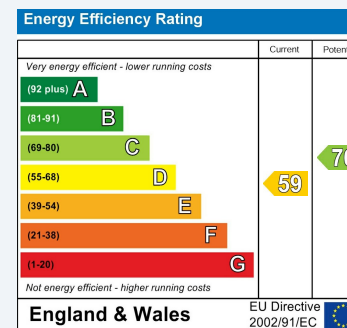 Energy Efficiency Rating
Current
Very energy efficient - lower running costs
(92 plus) A
(81-91) B
(69-80) C
(55-68) D
59
(39-54) E
(21-38) F
(1-20) G
Not energy efficient - higher running costs
England & Wales
EU Directive
2002/91/EC